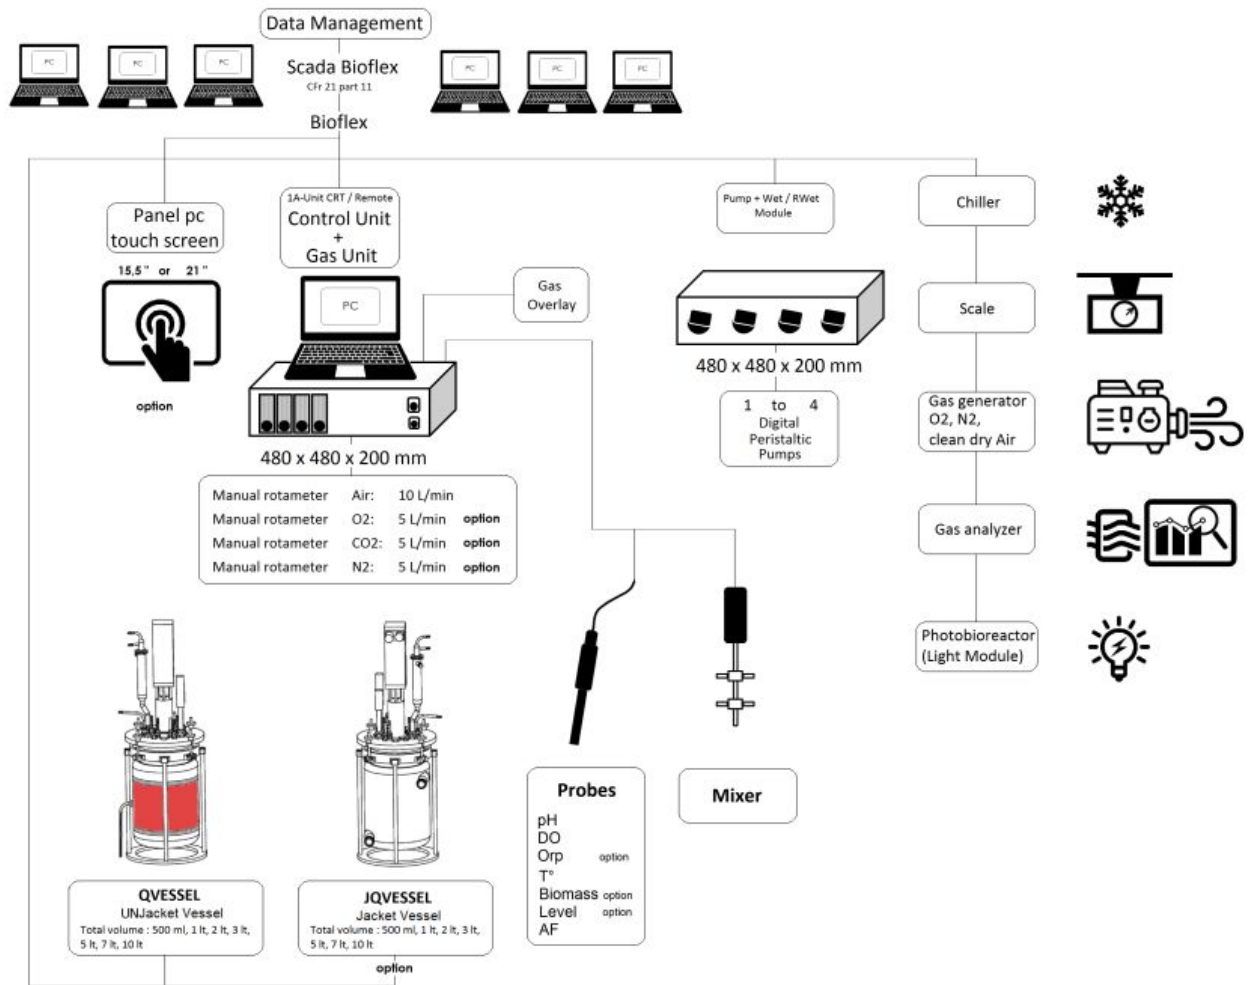 Data Management
PC
PC
PC
Scada Bioflex
CFr 21 part 11
PC
PC
PC
Bioflex
Panel pc
touch screen
15,5 " or 21 "
option
1A-Unit CRT / Remote
Control Unit
+
Gas Unit
PC
480 x 480 x 200 mm
Gas
Overlay
Manual rotameter Air: 10 L/min
Manual rotameter O2: 5 L/min option
Manual rotameter CO2: 5 L/min option
Manual rotameter N2: 5 L/min option
Pump + Wet / RWet
Module
480 x 480 x 200 mm
1 to 4
Digital
Peristaltic
Pumps
Chiller
Scale
Gas generator
O2, N2,
clean dry Air
Gas analyzer
Photobioreactor
(Light Module)
QVESSEL
UNJacket Vessel
Total volume : 500 ml, 1 lt, 2 lt, 3 lt,
5 lt, 7 lt, 10 lt
JQVESSEL
Jacket Vessel
Total volume : 500 ml, 1 lt, 2 lt, 3 lt,
5 lt, 7 lt, 10 lt
option
Probes
pH
DO
Orp option
T°
Biomass option
Level option
AF
Mixer